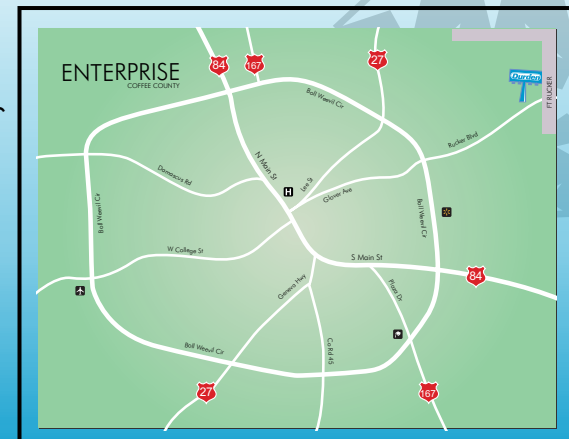 ENTERPRISE
COFFEE COUNTY
84
167
27
Durden
FT RUCKER
Boll Weevil Cir
Rucker Blvd
N Main St
Damascus Rd
H
Lee St
Glover Ave
Boll Weevil Cir
Boll Weevil Cir
W College St
S Main St
84
Geneva Hwy
Plaza Dr
Co Rd 45
Boll Weevil Cir
27
167